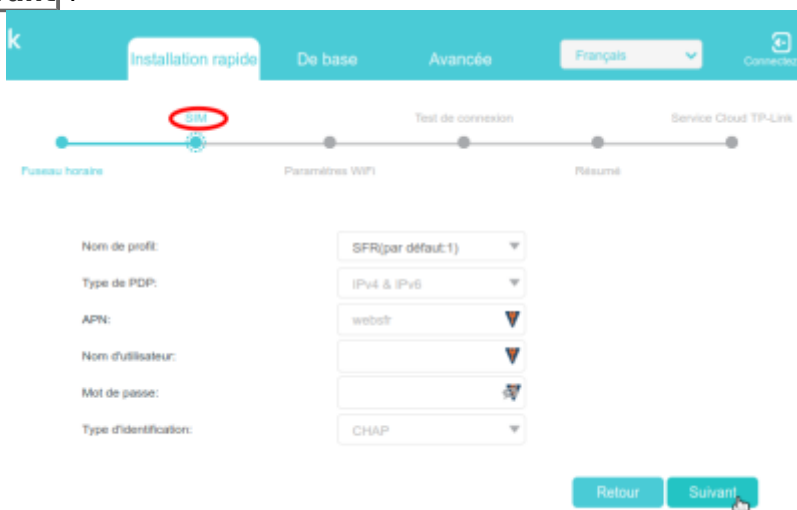 k
Installation rapide De base Avancée Français Connectez
SIM Test de connexion Service Cloud TP-Link
Fuseau horaire Paramètres WiFi Résumé
Nom de profil: SFR(par défaut:1)
Type de PDP: IPv4 & IPv6
APN: websfr
Nom d'utilisateur:
Mot de passe:
Type d'identification: CHAP
Retour Suivant